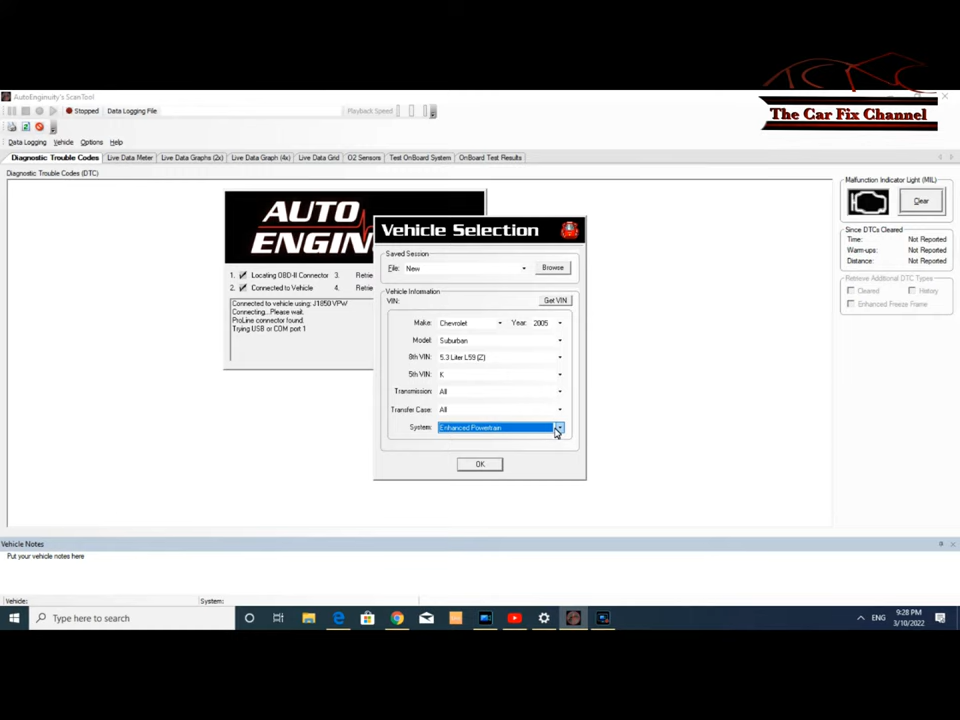 AutoEnginuity's ScanTool
The Car Fix Channel
Stopped
Data Logging File
Playback Speed
Data Logging Vehicle Options Help
Diagnostic Trouble Codes Live Data Meter Live Data Graphs (2x) Live Data Graph (4x) Live Data Grid O2 Sensors Test OnBoard System OnBoard Test Results
Diagnostic Trouble Codes (DTC)
Malfunction Indicator Light (MIL)
Clear
Since DTCs Cleared
Time: Not Reported
Warm-ups: Not Reported
Distance: Not Reported
Retrieve Additional DTC Types
Cleared History
Enhanced Freeze Frame
AUTO
ENGIN
1. Locating OBD-II Connector 3. Retrie
2. Connected to Vehicle 4. Retrie
Connected to vehicle using: J1850 VPW
Connecting...Please wait.
ProLine connector found.
Trying USB or COM port 1
Vehicle Selection
Saved Session
File: New
Browse
Vehicle Information
VIN:
Get VIN
Make: Chevrolet Year: 2005
Model: Suburban
8th VIN: 5.3 Liter L59 (Z)
5th VIN: K
Transmission: All
Transfer Case: All
System: Enhanced Powertrain
OK
Vehicle Notes
Put your vehicle notes here
Vehicle: System:
Type here to search
ENG
9:28 PM
3/10/2022